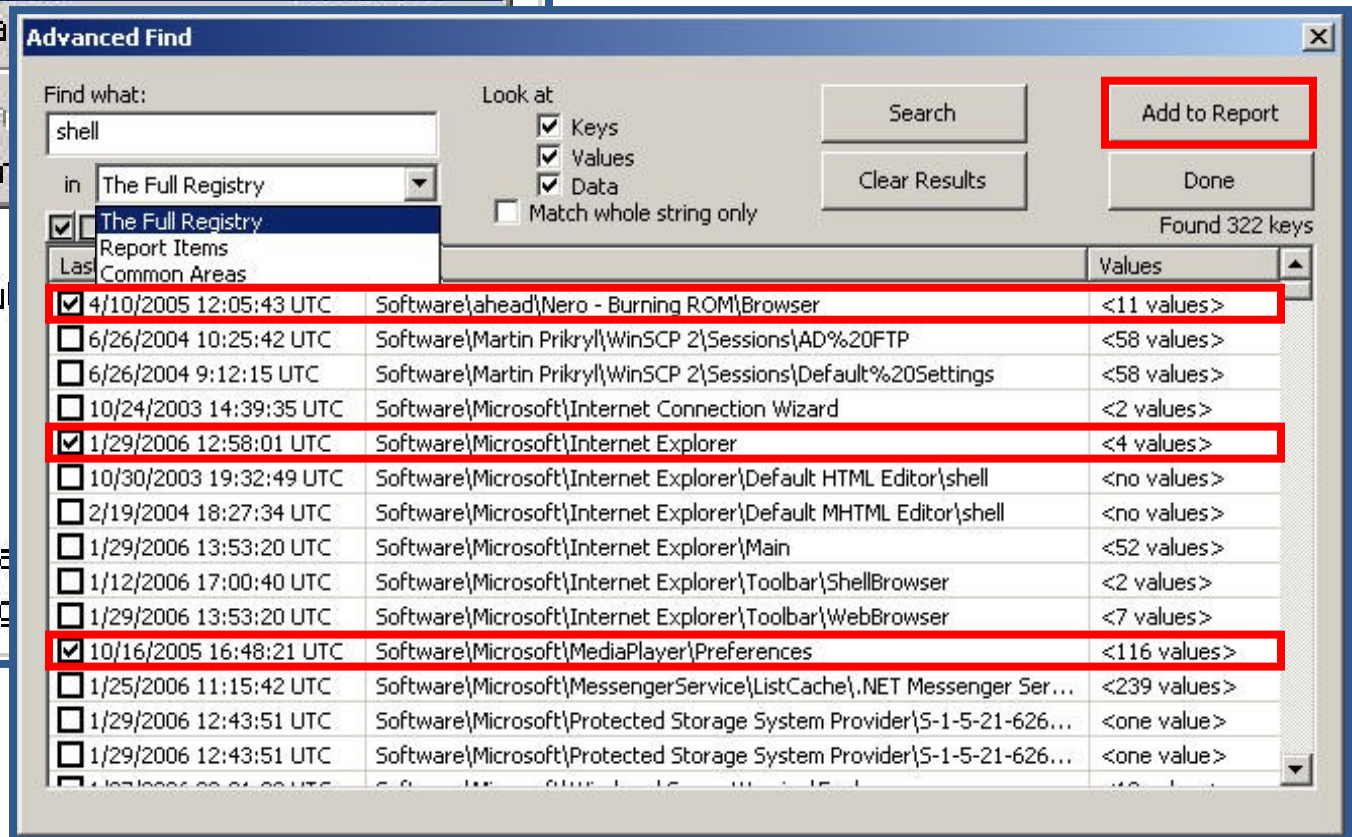 Advanced Find
Find what:
shell
in The Full Registry
The Full Registry
Report Items
Common Areas
Look at
Keys
Values
Data
Match whole string only
Search
Clear Results
Add to Report
Done
Found 322 keys
Las Values
4/10/2005 12:05:43 UTC Software\ahead\Nero - Burning ROM\Browser <11 values>
6/26/2004 10:25:42 UTC Software\Martin Prikryl\WinSCP 2\Sessions\AD%20FTP <58 values>
6/26/2004 9:12:15 UTC Software\Martin Prikryl\WinSCP 2\Sessions\Default%20Settings <58 values>
10/24/2003 14:39:35 UTC Software\Microsoft\Internet Connection Wizard <2 values>
1/29/2006 12:58:01 UTC Software\Microsoft\Internet Explorer <4 values>
10/30/2003 19:32:49 UTC Software\Microsoft\Internet Explorer\Default HTML Editor\shell <no values>
2/19/2004 18:27:34 UTC Software\Microsoft\Internet Explorer\Default MHTML Editor\shell <no values>
1/29/2006 13:53:20 UTC Software\Microsoft\Internet Explorer\Main <52 values>
1/12/2006 17:00:40 UTC Software\Microsoft\Internet Explorer\Toolbar\ShellBrowser <2 values>
1/29/2006 13:53:20 UTC Software\Microsoft\Internet Explorer\Toolbar\WebBrowser <7 values>
10/16/2005 16:48:21 UTC Software\Microsoft\MediaPlayer\Preferences <116 values>
1/25/2006 11:15:42 UTC Software\Microsoft\MessengerService\ListCache\.NET Messenger Ser... <239 values>
1/29/2006 12:43:51 UTC Software\Microsoft\Protected Storage System Provider\S-1-5-21-626... <one value>
1/29/2006 12:43:51 UTC Software\Microsoft\Protected Storage System Provider\S-1-5-21-626... <one value>